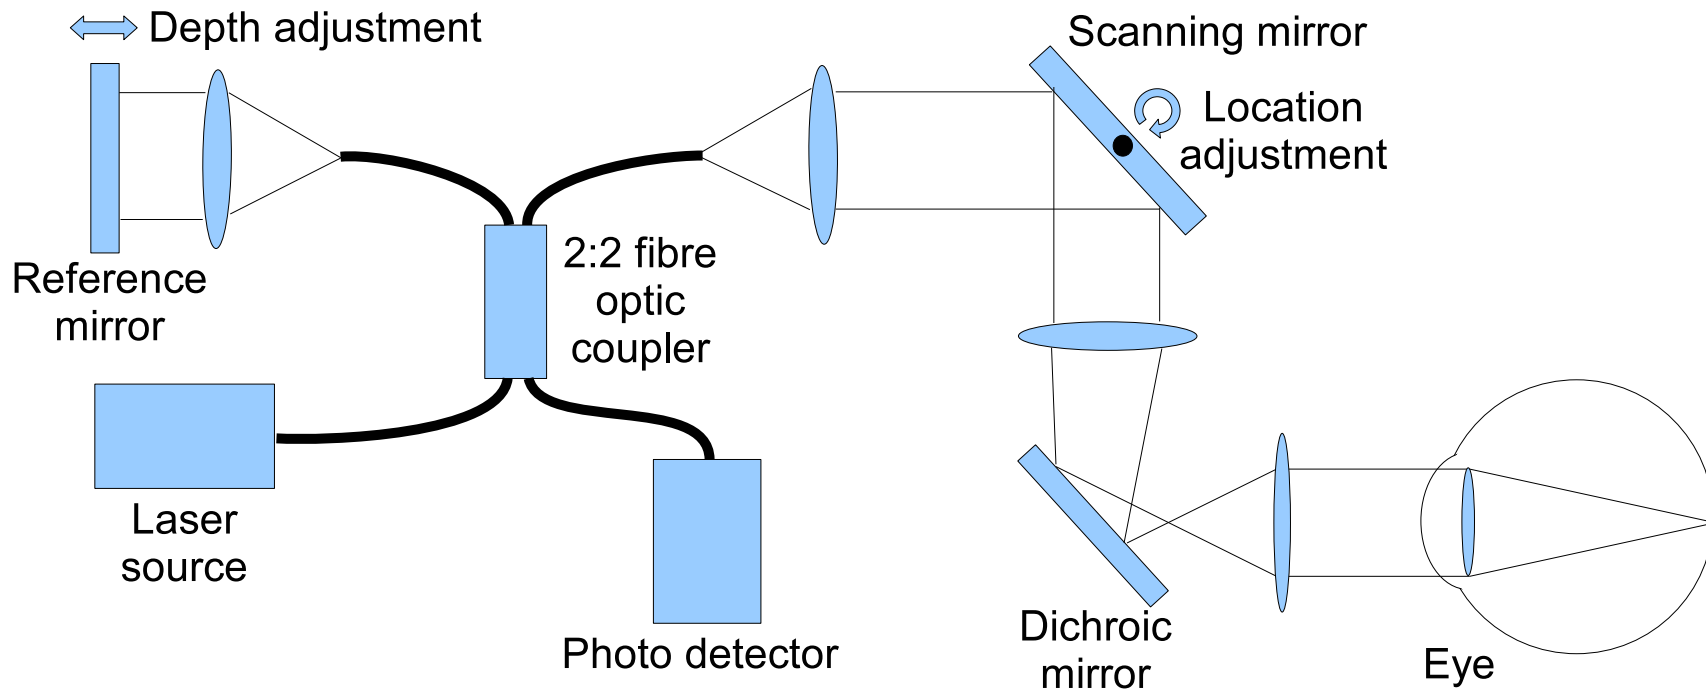 Depth adjustment
Scanning mirror
Location
adjustment
Reference
mirror
2:2 fibre
optic
coupler
Laser
source
Photo detector
Dichroic
mirror
Eye